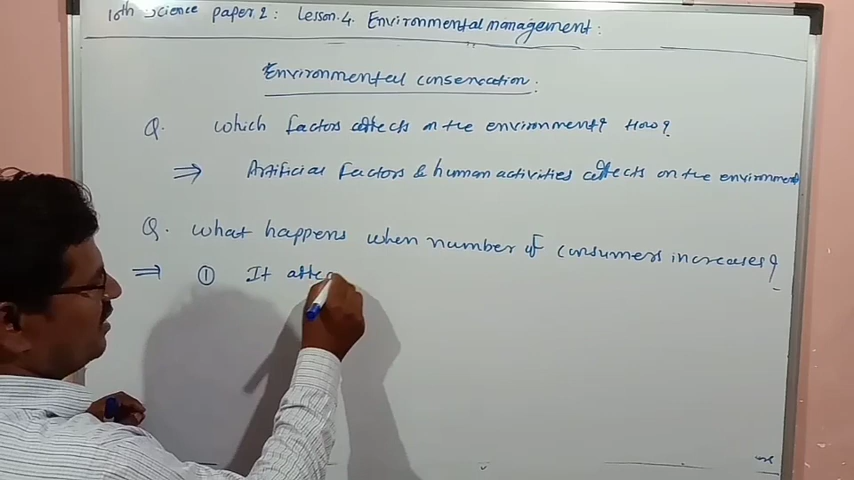 10th Science paper 2: Lesson.4. Environmental management:
Environmental conservation:
Q. which factors affects on the environment? How?
⇒ Artificial Factors & human activities affects on the environment
Q. what happens when number of consumers increases?
⇒ ① It affec